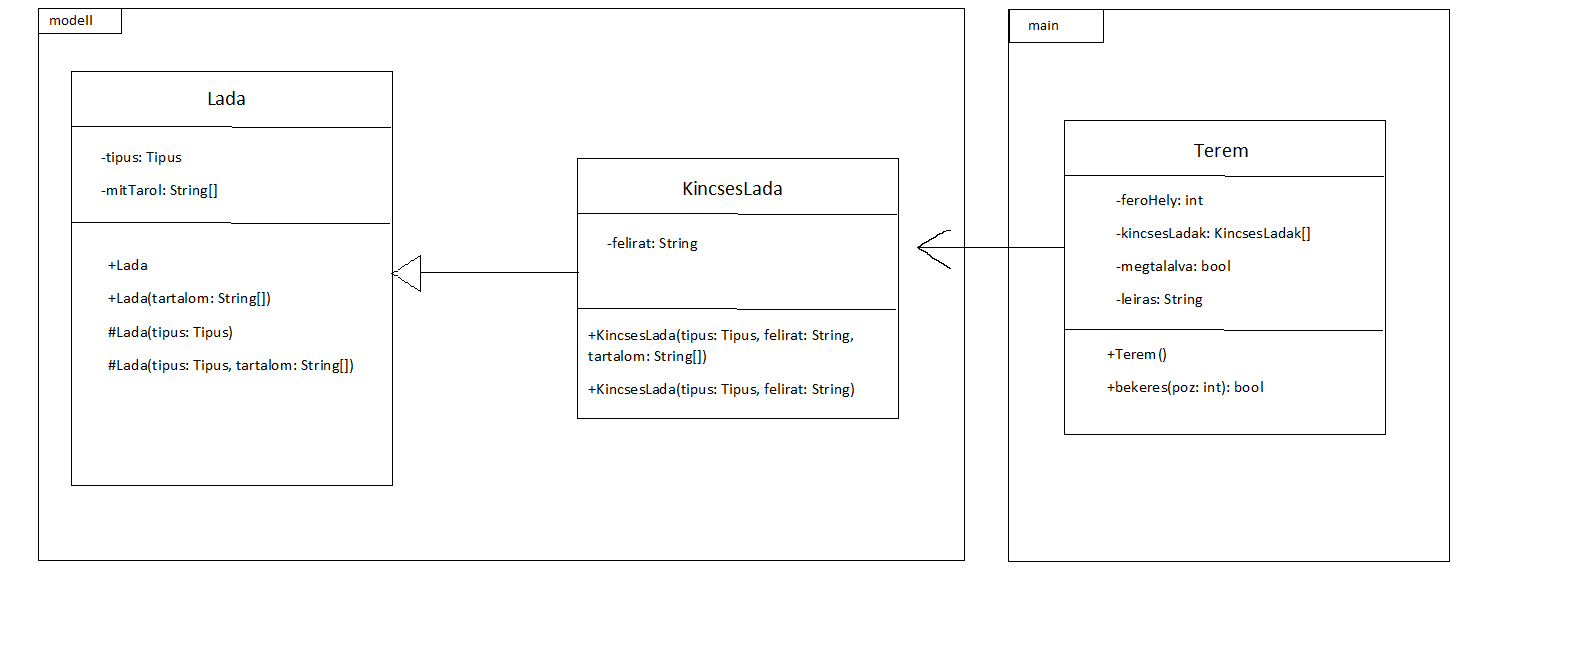 modell
Lada
-tipus: Tipus
-mitTarol: String[]
+Lada
+Lada(tartalom: String[])
#Lada(tipus: Tipus)
#Lada(tipus: Tipus, tartalom: String[])
KincsesLada
-felirat: String
+KincsesLada(tipus: Tipus, felirat: String,
tartalom: String[])
+KincsesLada(tipus: Tipus, felirat: String)
main
Terem
-feroHely: int
-kincsesLadak: KincsesLadak[]
-megtalalva: bool
-leiras: String
+Terem()
+bekeres(poz: int): bool